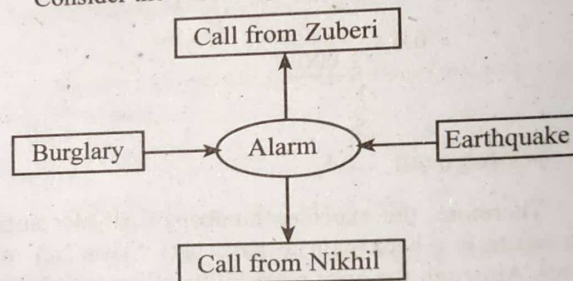 Call from Zuberi
Burglary
Alarm
Earthquake
Call from Nikhil